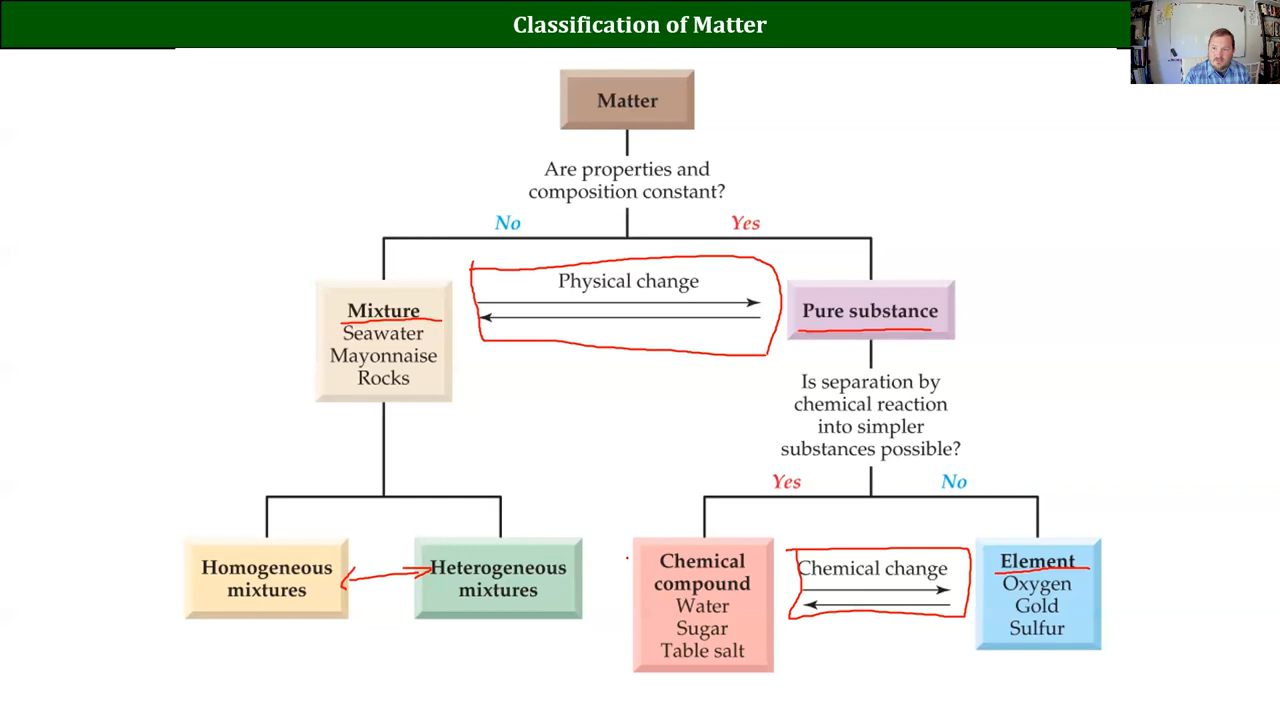 Classification of Matter
Matter
Are properties and
composition constant?
No
Yes
Physical change
Mixture
Seawater
Mayonnaise
Rocks
Pure substance
Is separation by
chemical reaction
into simpler
substances possible?
Yes
No
Homogeneous
mixtures
Heterogeneous
mixtures
Chemical
compound
Water
Sugar
Table salt
Chemical change
Element
Oxygen
Gold
Sulfur